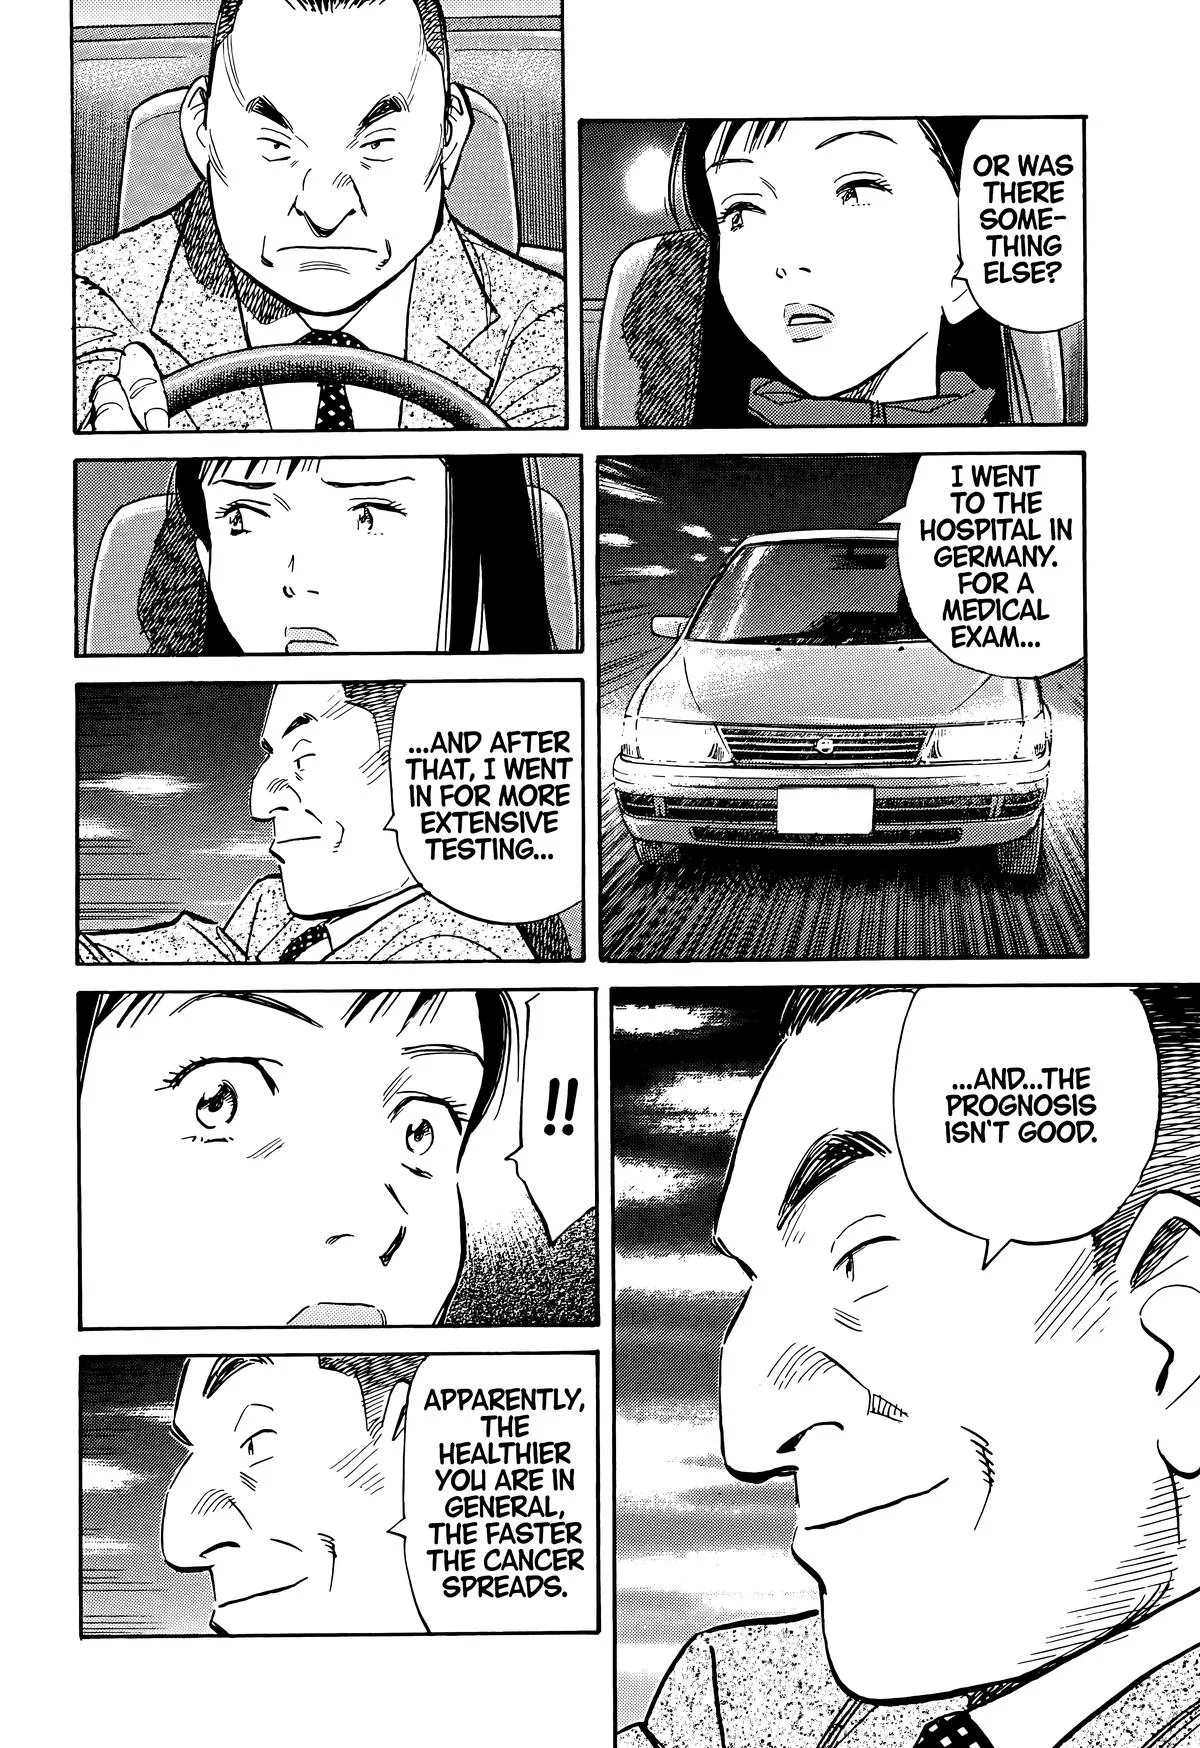 OR WAS
THERE
SOME-
THING
ELSE?
I WENT
TO THE
HOSPITAL IN
GERMANY.
FOR A
MEDICAL
EXAM...
...AND AFTER
THAT, I WENT
IN FOR MORE
EXTENSIVE
TESTING...
...AND...THE
PROGNOSIS
ISN'T GOOD.
!!
APPARENTLY,
THE
HEALTHIER
YOU ARE IN
GENERAL,
THE FASTER
THE CANCER
SPREADS.